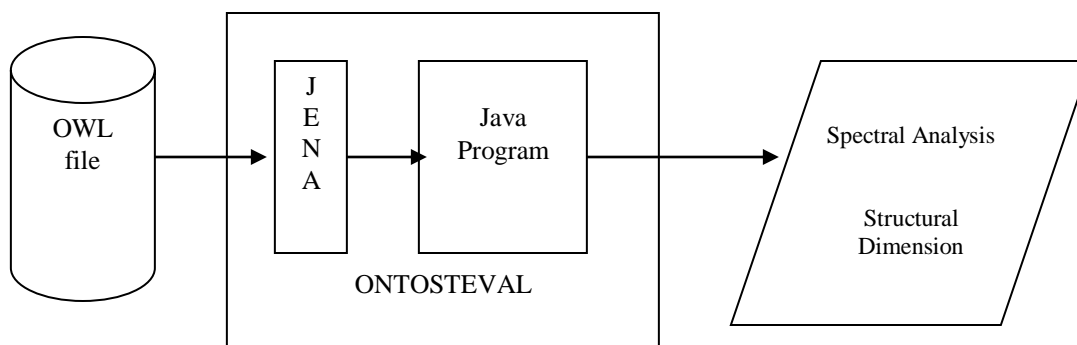 OWL
file
J
E
N
A
Java
Program
ONTOSTEVAL
Spectral Analysis
Structural
Dimension